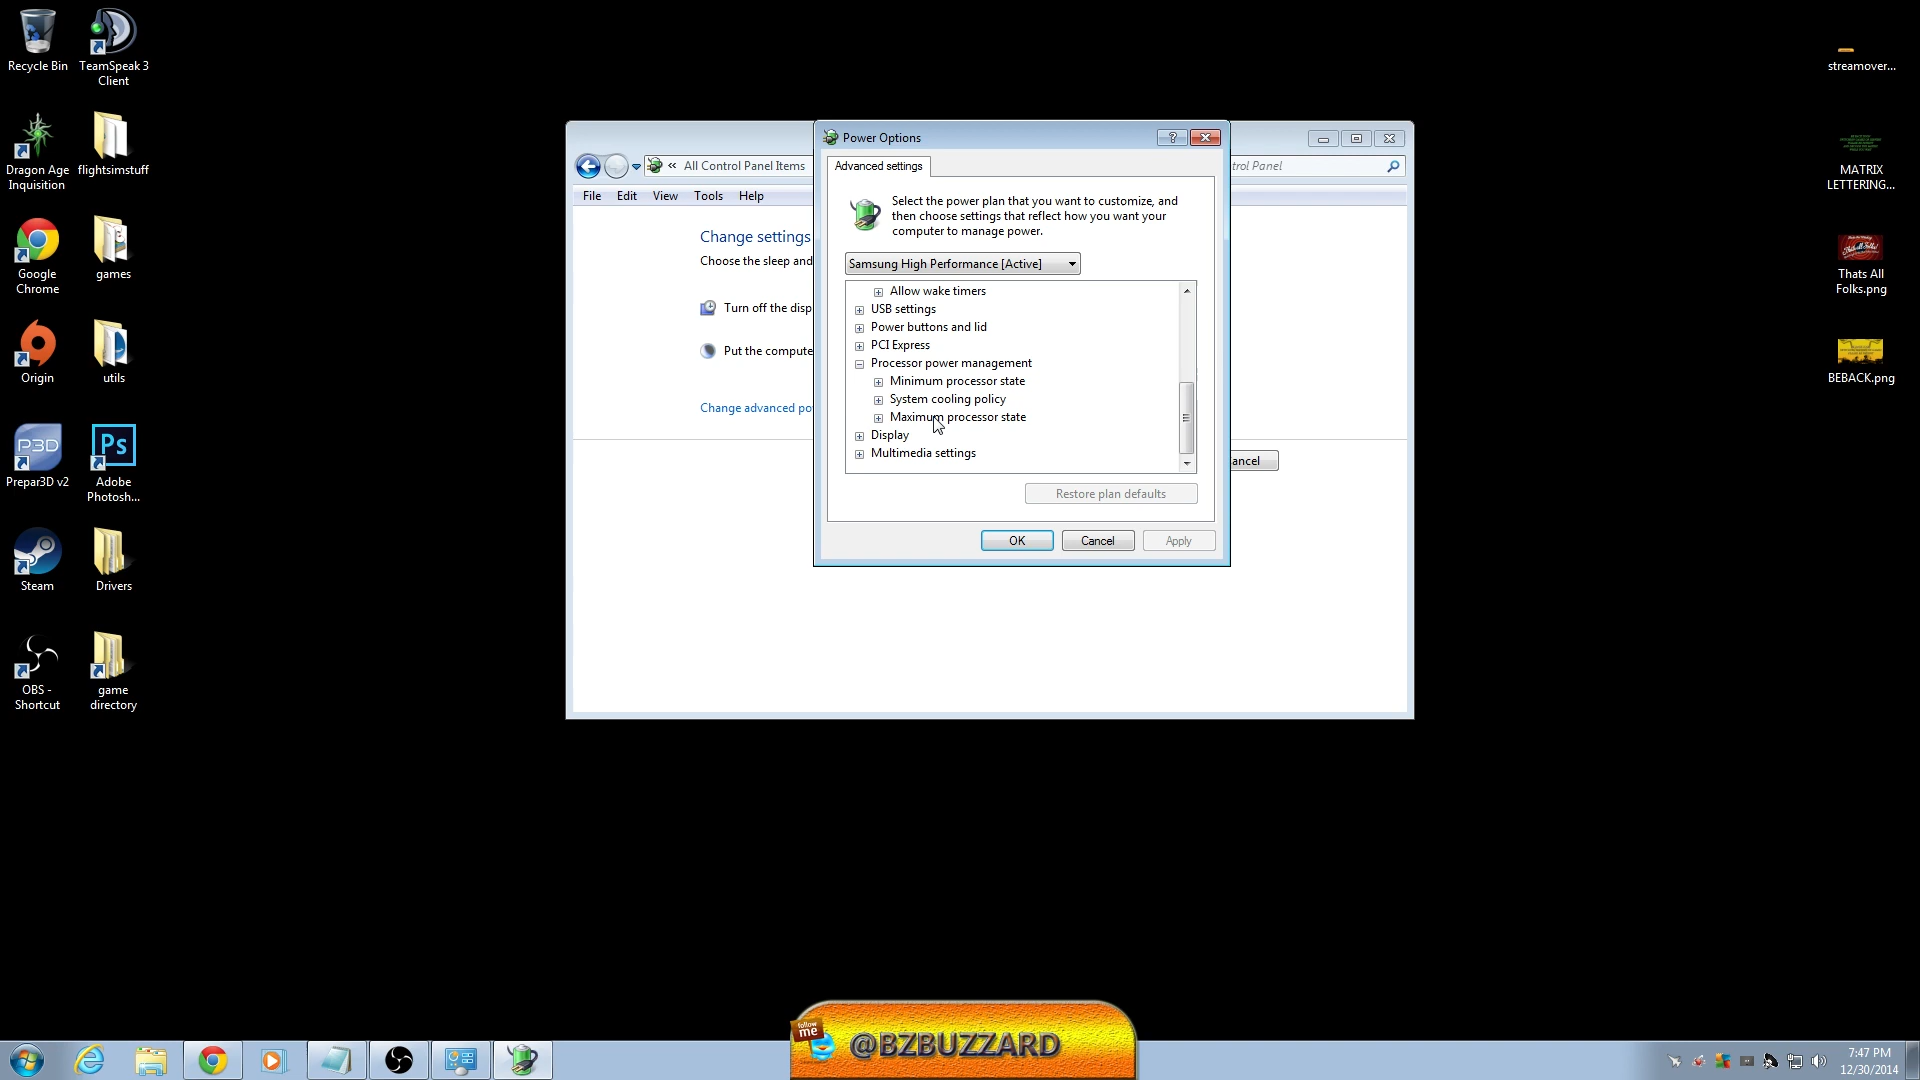 Recycle Bin
TeamSpeak 3
Client
Dragon Age
Inquisition
flightsimstuff
Google
Chrome
games
Origin
utils
Prepar3D v2
P3D
Ps
Adobe
Photosh...
Steam
Drivers
OBS -
Shortcut
game
directory
All Control Panel Items
trol Panel
File Edit View Tools Help
Change settings
Choose the sleep and
Turn off the disp
Put the compute
Change advanced po
ancel
Power Options
Advanced settings
Select the power plan that you want to customize, and
then choose settings that reflect how you want your
computer to manage power.
Samsung High Performance [Active]
Allow wake timers
USB settings
Power buttons and lid
PCI Express
Processor power management
Minimum processor state
System cooling policy
Maximum processor state
Display
Multimedia settings
Restore plan defaults
OK Cancel Apply
streamover...
MATRIX
LETTERING...
Thats All
Folks.png
BEBACK.png
follow
me
@BZBUZZARD
7:47 PM
12/30/2014